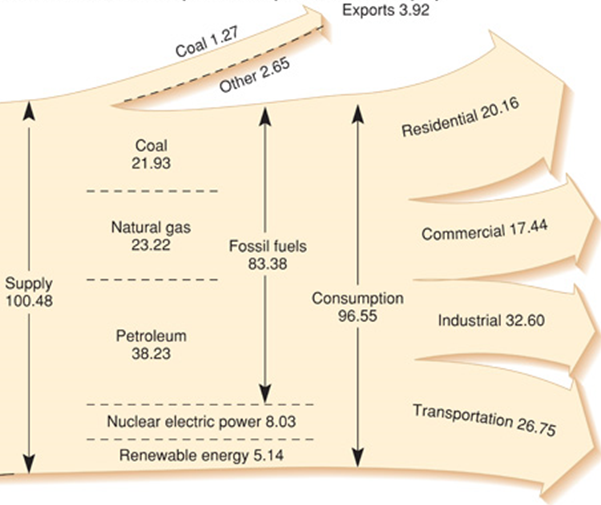 Exports 3.92
Coal 1.27
Other 2.65
Residential 20.16
Coal
21.93
Natural gas
23.22
Fossil fuels
83.38
Commercial 17.44
Supply
100.48
Consumption
96.55
Industrial 32.60
Petroleum
38.23
Nuclear electric power 8.03
Transportation 26.75
Renewable energy 5.14